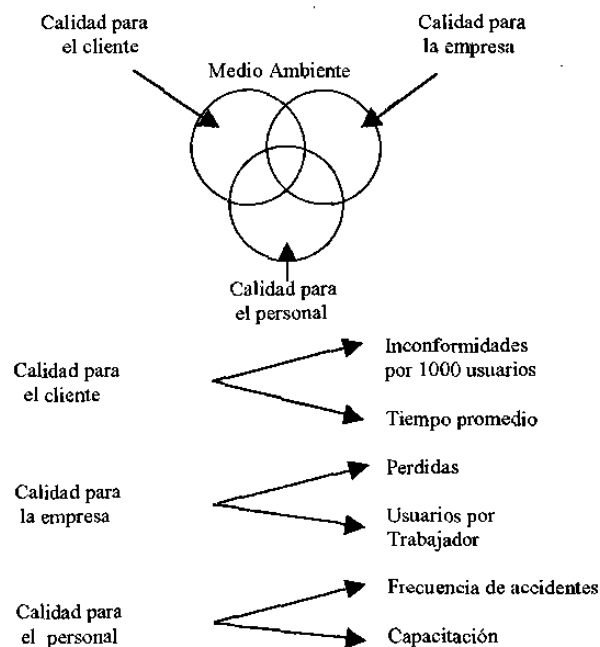 Calidad para
el cliente
Calidad para
la empresa
Medio Ambiente
Calidad para
el personal
Calidad para
el cliente
Inconformidades
por 1000 usuarios
Tiempo promedio
Calidad para
la empresa
Perdidas
Usuarios por
Trabajador
Calidad para
el personal
Frecuencia de accidentes
Capacitación